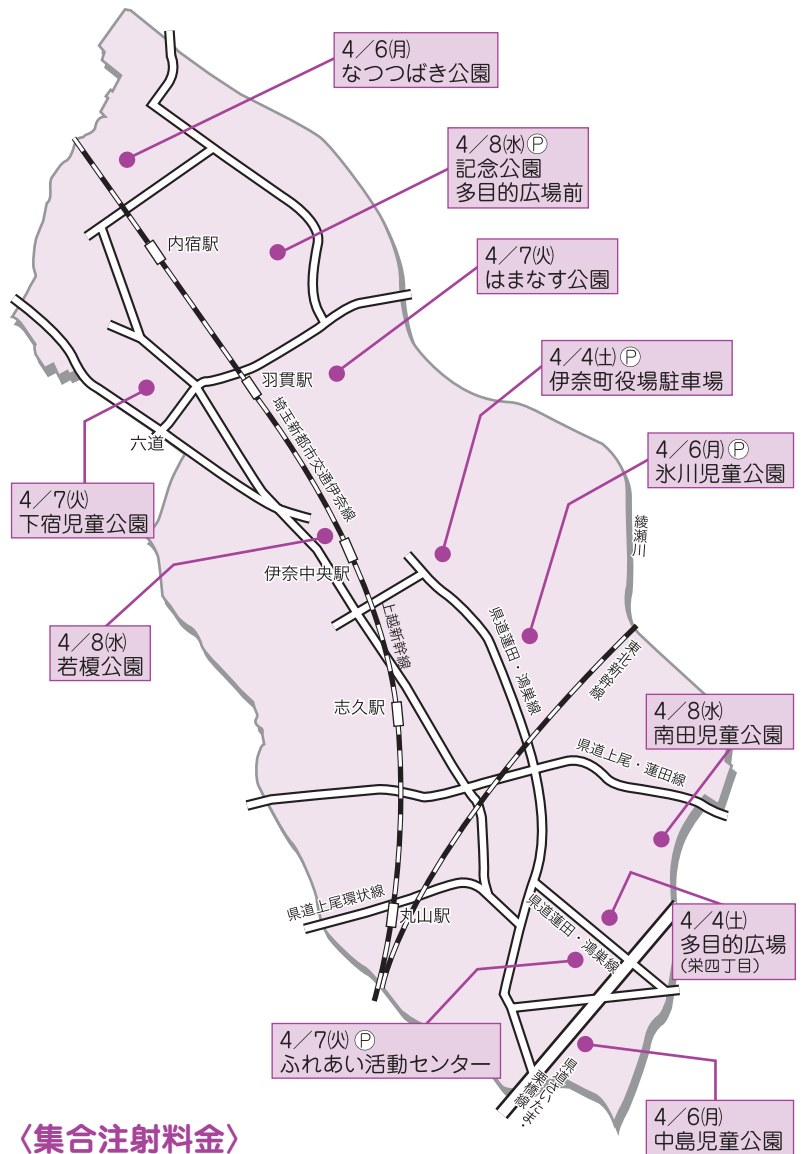 4/6㈪
なつつばき公園
4/8㈬Ⓟ
記念公園
多目的広場前
内宿駅
4/7㈫
はまなす公園
4/4㈯Ⓟ
伊奈町役場駐車場
羽貫駅
埼玉新都市交通伊奈線
六道
4/6㈪Ⓟ
氷川児童公園
4/7㈫
下宿児童公園
綾瀬川
伊奈中央駅
4/8㈬
若榎公園
上越新幹線
県道蓮田・鴻巣線
東北新幹線
志久駅
4/8㈬
南田児童公園
県道上尾・蓮田線
県道上尾環状線
丸山駅
県道蓮田・鴻巣線
4/4㈯
多目的広場
(栄四丁目)
4/7㈫Ⓟ
ふれあい活動センター
県道さいたま・
栗橋線
4/6㈪
中島児童公園
〈集合注射料金〉